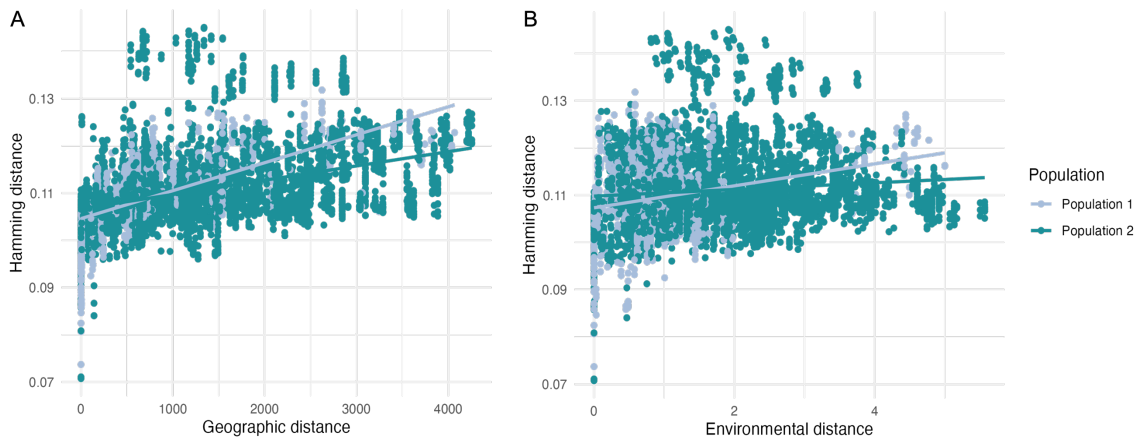 A
Hamming distance
0.13
0.11
0.09
0.07
0
1000
2000
3000
4000
Geographic distance
B
Hamming distance
0.13
0.11
0.09
0.07
0
2
4
Environmental distance
Population
Population 1
Population 2